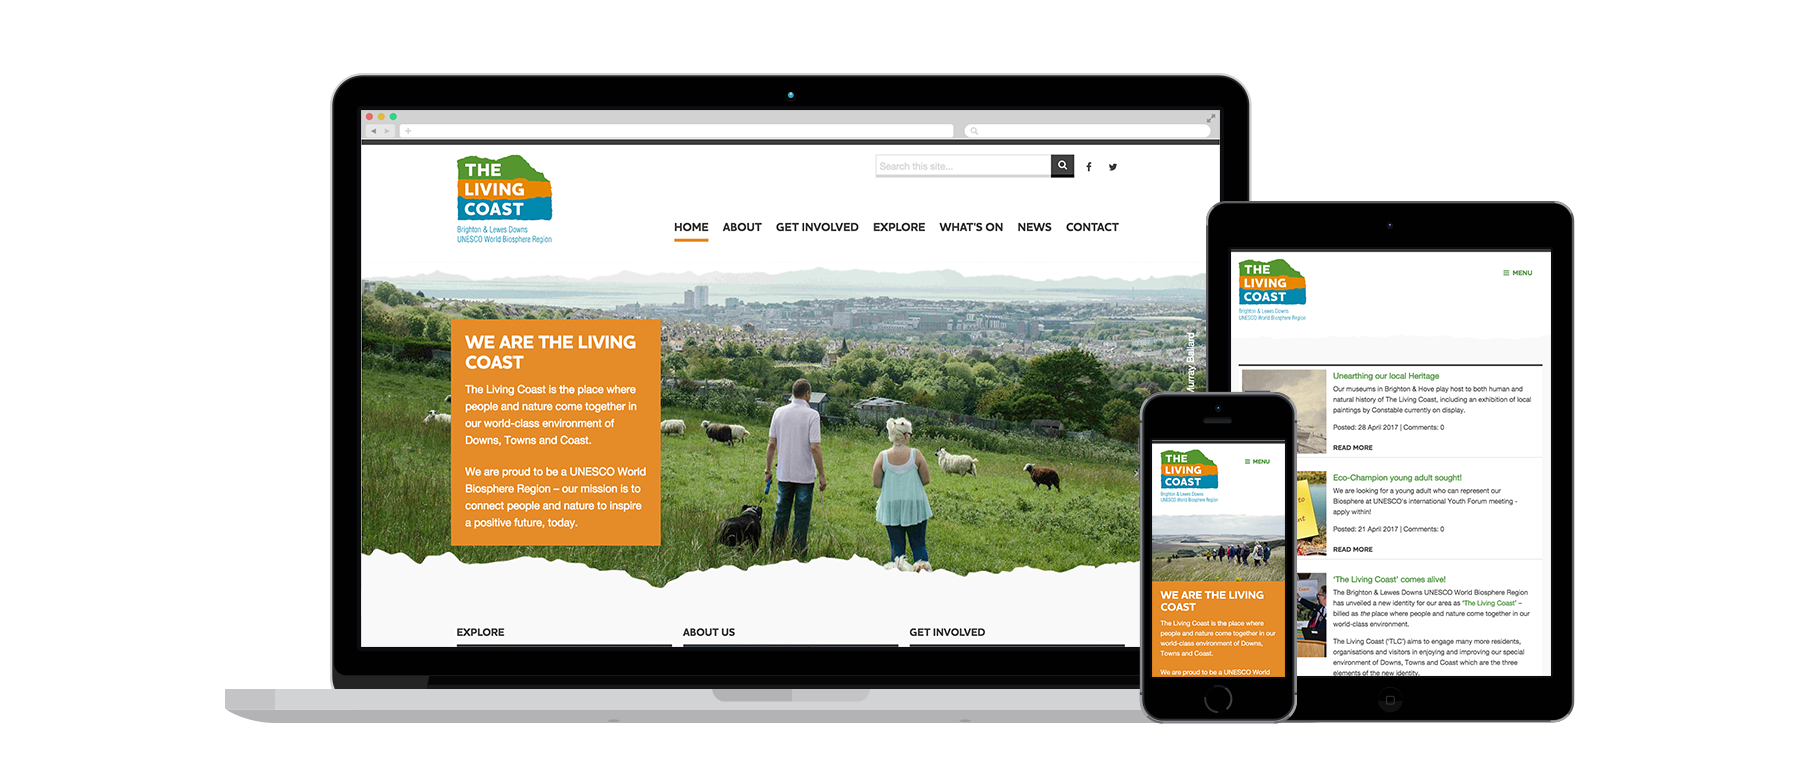 THE
LIVING
COAST
Brighton & Lewes Downs
UNESCO World Biosphere Region
Search this site...
HOME ABOUT GET INVOLVED EXPLORE WHAT'S ON NEWS CONTACT
WE ARE THE LIVING
COAST
The Living Coast is the place where
people and nature come together in
our world-class environment of
Downs, Towns and Coast.
We are proud to be a UNESCO World
Biosphere Region – our mission is to
connect people and nature to inspire
a positive future, today.
Murray Ballard
EXPLORE
ABOUT US
GET INVOLVED
THE
LIVING
COAST
Brighton & Lewes Downs
UNESCO World Biosphere Region
MENU
WE ARE THE LIVING
COAST
The Living Coast is the place where
people and nature come together in our
world-class environment of Downs,
Towns and Coast.
We are proud to be a UNESCO World
THE
LIVING
COAST
Brighton & Lewes Downs
UNESCO World Biosphere Region
MENU
Unearthing our local Heritage
Our museums in Brighton & Hove play host to both human and
natural history of The Living Coast, including an exhibition of local
paintings by Constable currently on display.
Posted: 28 April 2017 | Comments: 0
READ MORE
Eco-Champion young adult sought!
We are looking for a young adult who can represent our
Biosphere at UNESCO's international Youth Forum meeting -
apply within!
Posted: 21 April 2017 | Comments: 0
READ MORE
'The Living Coast' comes alive!
The Brighton & Lewes Downs UNESCO World Biosphere Region
has unveiled a new identity for our area as 'The Living Coast' –
billed as the place where people and nature come together in our
world-class environment.
The Living Coast ('TLC') aims to engage many more residents,
organisations and visitors in enjoying and improving our special
environment of Downs, Towns and Coast which are the three
elements of the new identity.